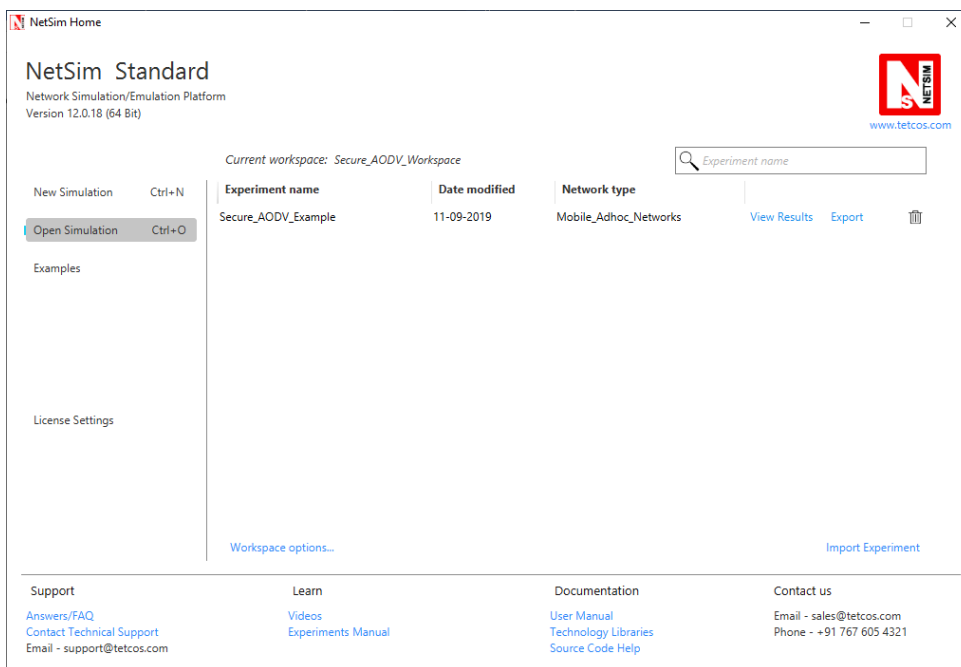 NetSim Home
NetSim Standard
Network Simulation/Emulation Platform
Version 12.0.18 (64 Bit)
NS NETSIM
www.tetcos.com
Current workspace: Secure_AODV_Workspace
Experiment name
New Simulation Ctrl+N
Open Simulation Ctrl+O
Examples
License Settings
Experiment name Date modified Network type
Secure_AODV_Example 11-09-2019 Mobile_Adhoc_Networks View Results Export
Workspace options... Import Experiment
Support
Answers/FAQ
Contact Technical Support
Email - support@tetcos.com
Learn
Videos
Experiments Manual
Documentation
User Manual
Technology Libraries
Source Code Help
Contact us
Email - sales@tetcos.com
Phone - +91 767 605 4321